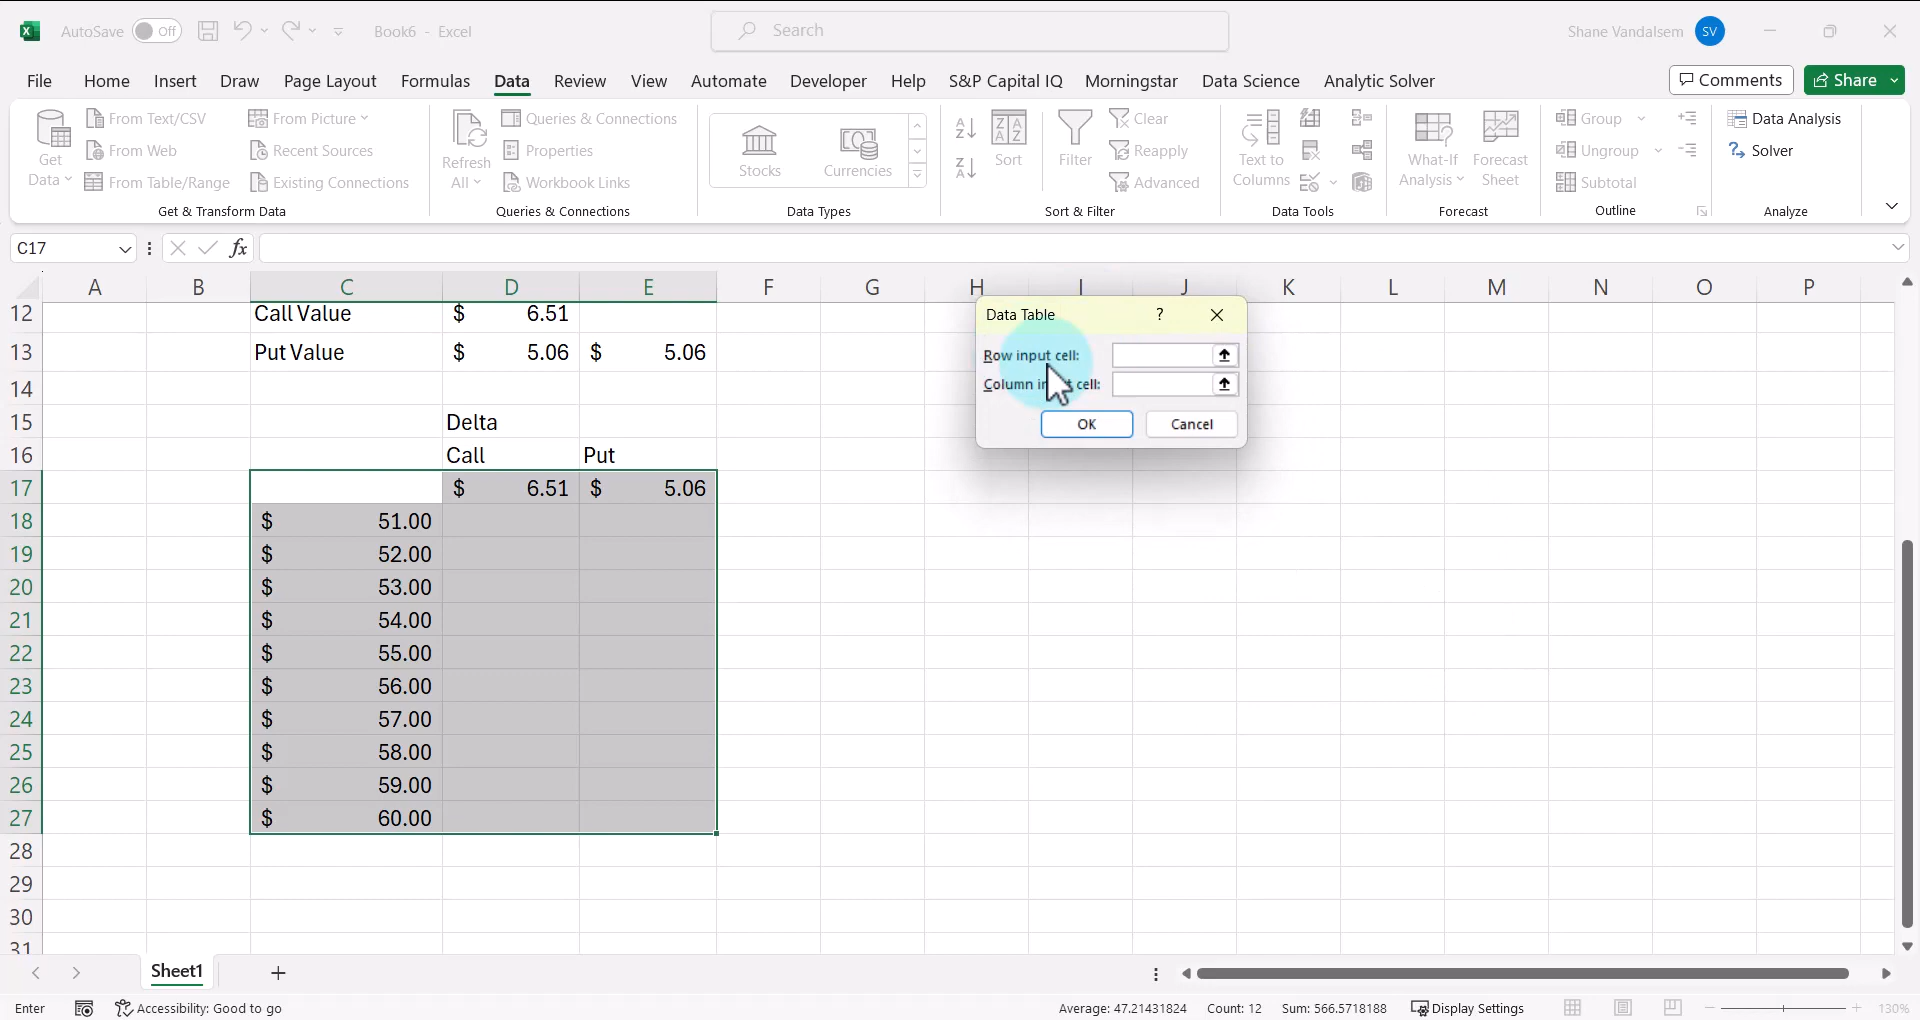 AutoSave Off Book6 - Excel Search Shane Vandalsem SV
File Home Insert Draw Page Layout Formulas Data Review View Automate Developer Help S&P Capital IQ Morningstar Data Science Analytic Solver Comments Share
Get Data
From Text/CSV
From Web
From Table/Range
From Picture
Recent Sources
Existing Connections
Get & Transform Data
Refresh All
Queries & Connections
Properties
Workbook Links
Queries & Connections
Stocks Currencies
Data Types
Sort
Filter
Clear
Reapply
Advanced
Sort & Filter
Text to Columns
Data Tools
What-If Analysis
Forecast Sheet
Forecast
Group
Ungroup
Subtotal
Outline
Data Analysis
Solver
Analyze
C17 fx
A B C D E F G H I J K L M N O P
12 Call Value $ 6.51
13 Put Value $ 5.06 $ 5.06
14
15 Delta
16 Call Put
17 $ 6.51 $ 5.06
18 $ 51.00
19 $ 52.00
20 $ 53.00
21 $ 54.00
22 $ 55.00
23 $ 56.00
24 $ 57.00
25 $ 58.00
26 $ 59.00
27 $ 60.00
28
29
30
31
Data Table ?
Row input cell:
Column in cell:
OK Cancel
Sheet1
Enter Accessibility: Good to go Average: 47.21431824 Count: 12 Sum: 566.5718188 Display Settings 130%